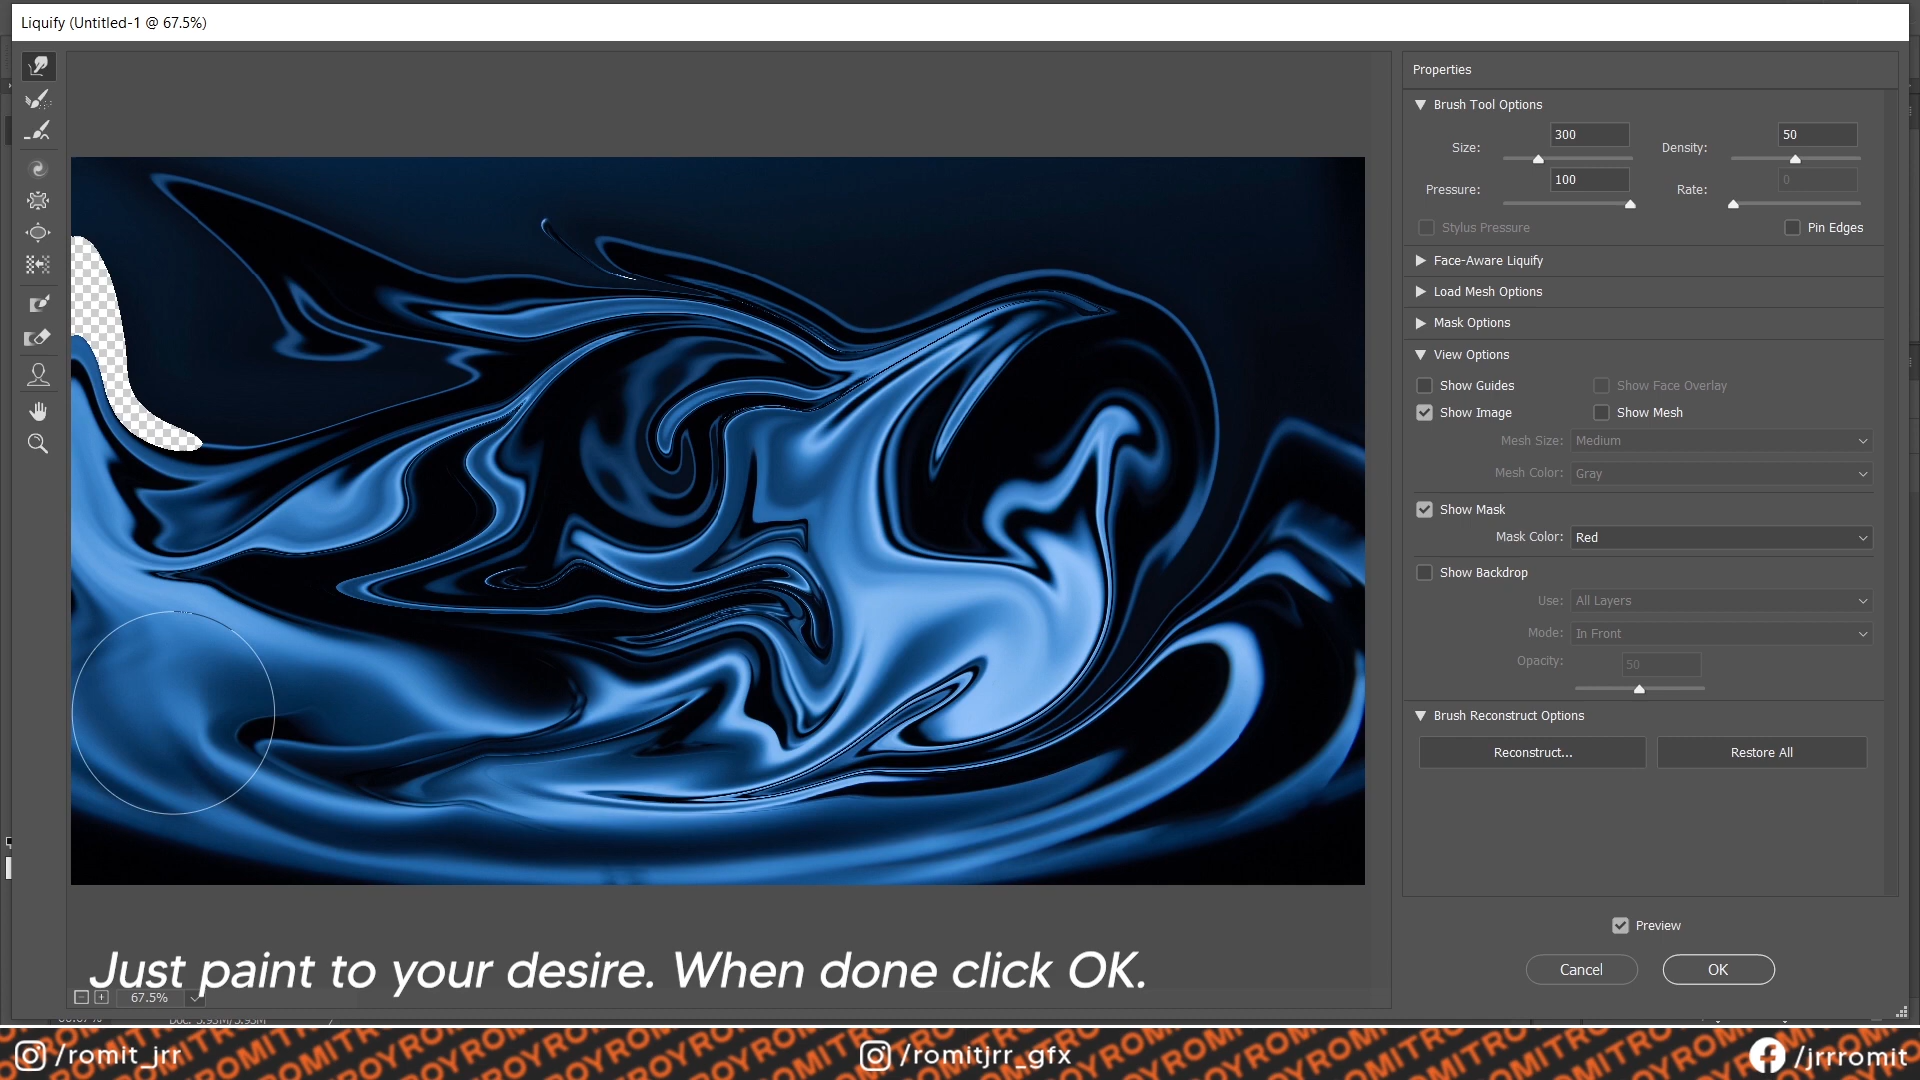 Liquify (Untitled-1 @ 67.5%)
Properties
Brush Tool Options
Size: 300
Density: 50
Pressure: 100
Rate: 0
Stylus Pressure
Pin Edges
Face-Aware Liquify
Load Mesh Options
Mask Options
View Options
Show Guides
Show Face Overlay
Show Image
Show Mesh
Mesh Size: Medium
Mesh Color: Gray
Show Mask
Mask Color: Red
Show Backdrop
Use: All Layers
Mode: In Front
Opacity: 50
Brush Reconstruct Options
Reconstruct...
Restore All
Preview
Cancel
OK
Just paint to your desire. When done click OK.
67.5%
/romit_jrr
/romitjrr_gfx
/jrrromit